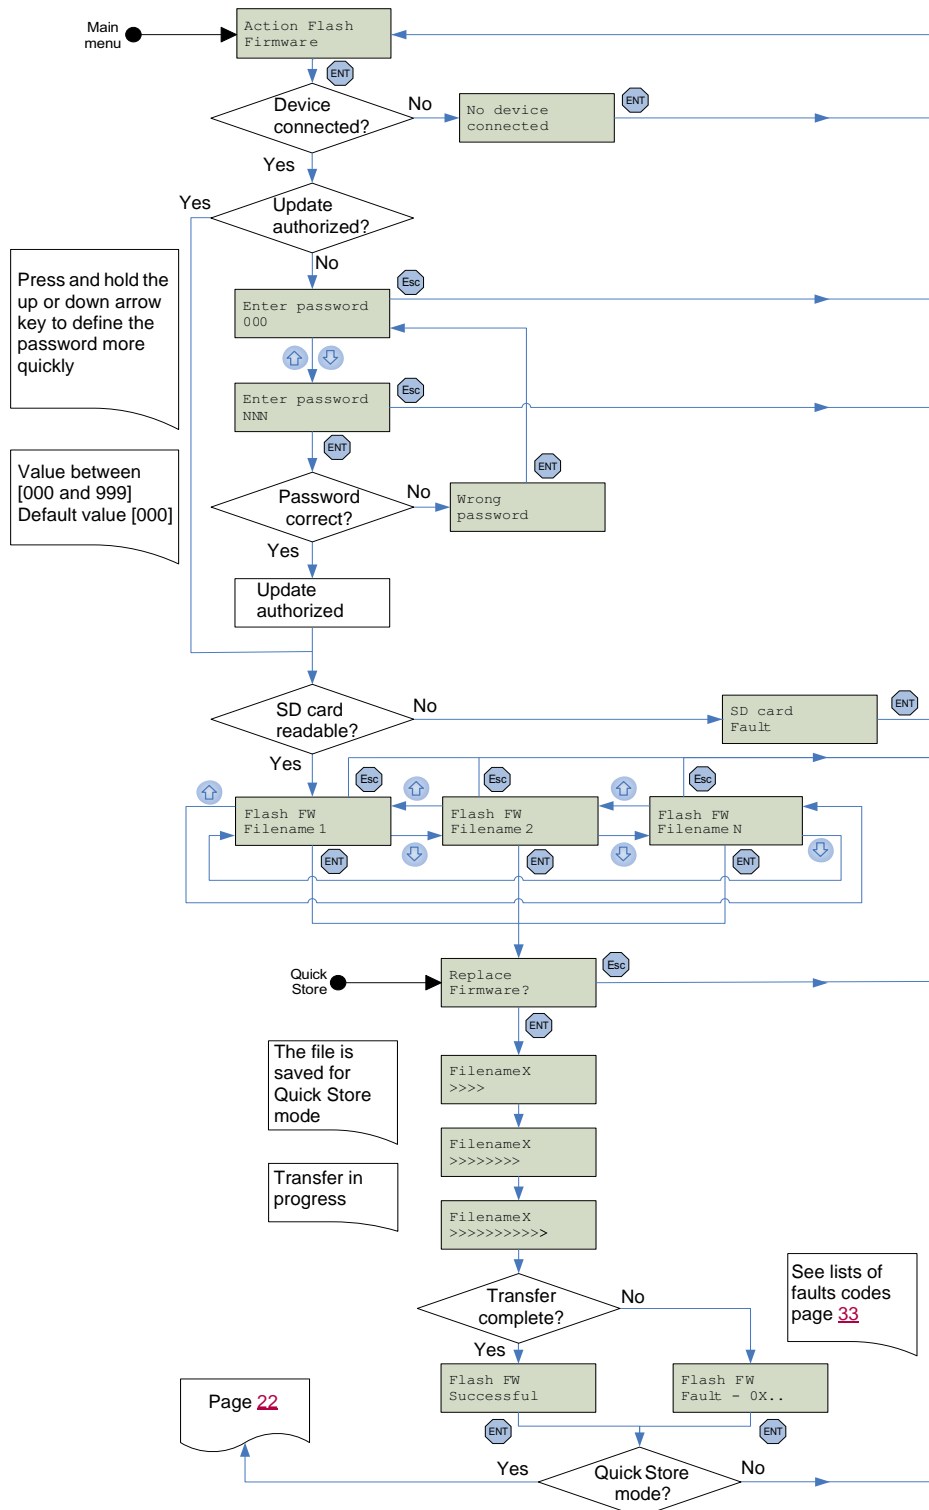 Main
menu
Action Flash
Firmware
ENT
Device
connected?
No
No device
connected
ENT
Yes
Yes
Update
authorized?
No
Press and hold the
up or down arrow
key to define the
password more
quickly
Enter password
000
Esc
Enter password
NNN
Esc
ENT
Value between
[000 and 999]
Default value [000]
Password
correct?
No
Wrong
password
ENT
Yes
Update
authorized
SD card
readable?
No
SD card
Fault
ENT
Yes
Esc
Esc
Esc
Flash FW
Filename 1
Flash FW
Filename 2
Flash FW
Filename N
ENT
ENT
ENT
Quick
Store
Replace
Firmware?
Esc
ENT
The file is
saved for
Quick Store
mode
FilenameX
>>>>
FilenameX
>>>>>>>>
Transfer in
progress
FilenameX
>>>>>>>>>>>
Transfer
complete?
No
See lists of
faults codes
page 33
Yes
Flash FW
Successful
Flash FW
Fault - 0X..
ENT
ENT
Page 22
Yes
Quick Store
mode?
No